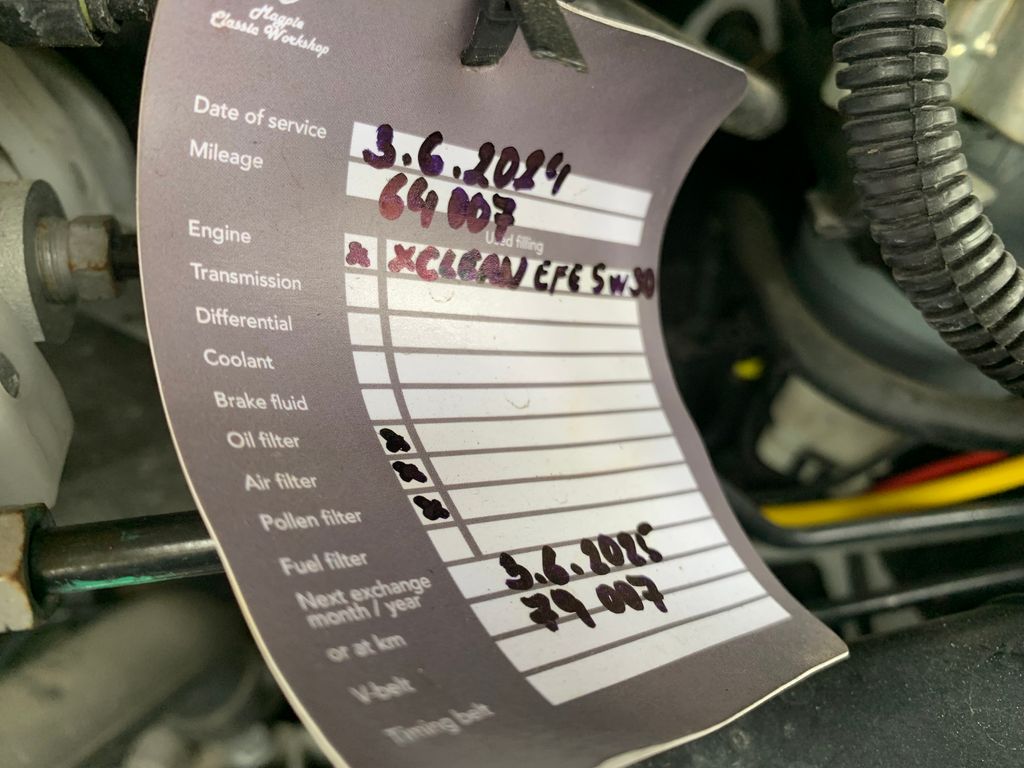 Magpie
Classic Workshop
Date of service 3.6.2024
Mileage 64 007
Used filling
Engine x XCLEAN EFE 5W30
Transmission
Differential
Coolant
Brake fluid
Oil filter x
Air filter x
Pollen filter x
Fuel filter
Next exchange
month / year 3.6.2025
or at km 79 007
V-belt
Timing belt